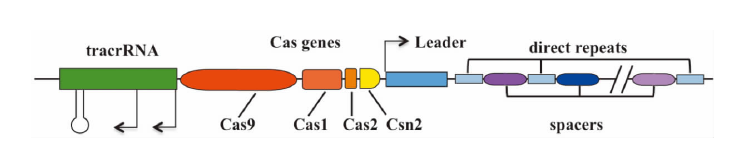 tracrRNA
Cas genes
Leader
direct repeats
Cas9
Cas1
Cas2
Csn2
spacers